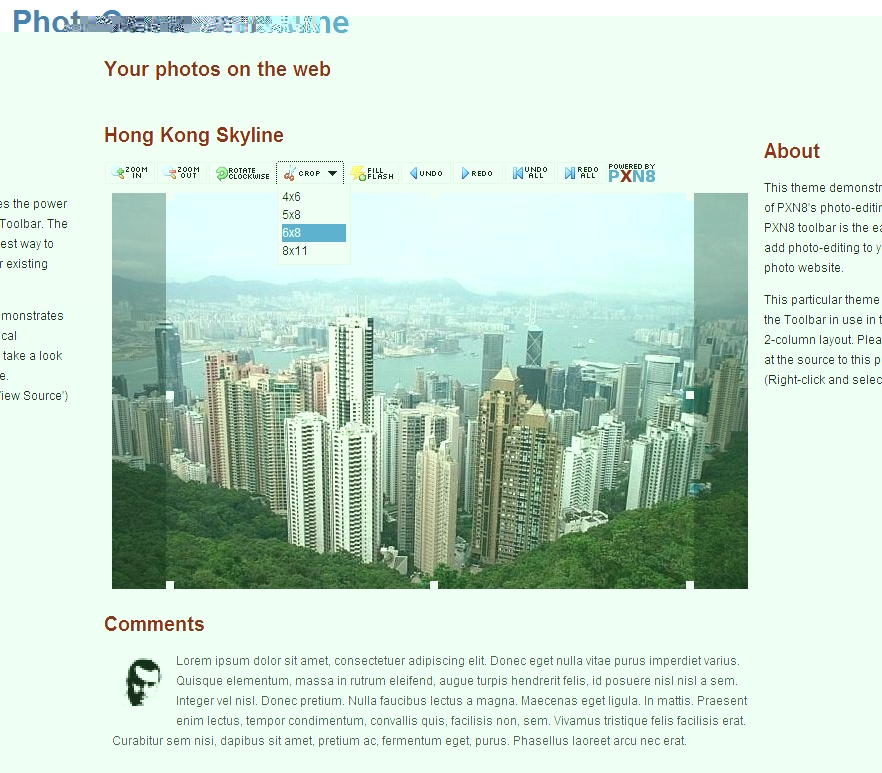 Your photos on the web
Hong Kong Skyline
ZOOM IN
ZOOM OUT
ROTATE CLOCKWISE
CROP
FILL FLASH
UNDO
REDO
UNDO ALL
REDO ALL
POWERED BY
PXN8
4x6
5x8
6x8
8x11
es the power
Toolbar. The
est way to
r existing
monstrates
cal
take a look
e.
iew Source')
About
This theme demonstr
of PXN8's photo-editin
PXN8 toolbar is the ea
add photo-editing to y
photo website.
This particular theme
the Toolbar in use in t
2-column layout. Plea
at the source to this p
(Right-click and selec
Comments
Lorem ipsum dolor sit amet, consectetuer adipiscing elit. Donec eget nulla vitae purus imperdiet varius.
Quisque elementum, massa in rutrum eleifend, augue turpis hendrerit felis, id posuere nisl nisl a sem.
Integer vel nisl. Donec pretium. Nulla faucibus lectus a magna. Maecenas eget ligula. In mattis. Praesent
enim lectus, tempor condimentum, convallis quis, facilisis non, sem. Vivamus tristique felis facilisis erat.
Curabitur sem nisi, dapibus sit amet, pretium ac, fermentum eget, purus. Phasellus laoreet arcu nec erat.